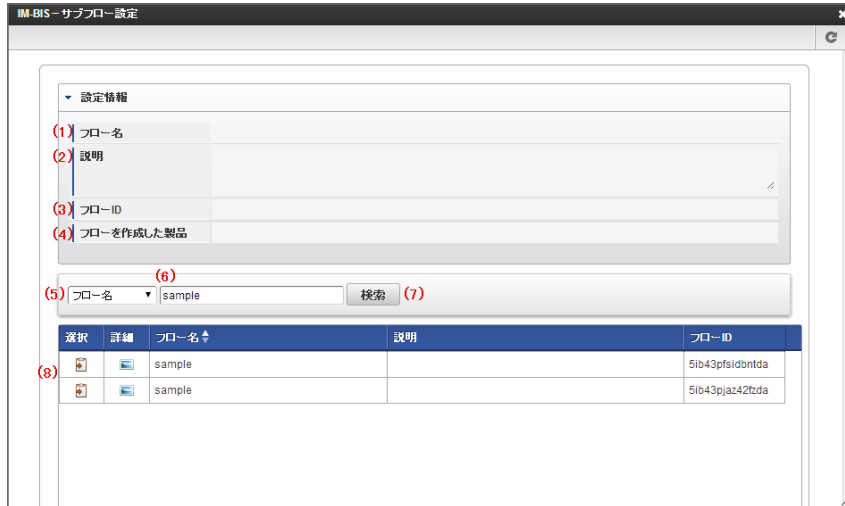 IM-BIS－サブフロー設定
設定情報
(1) フロー名
(2) 説明
(3) フローID
(4) フローを作成した製品
(6)
(5) フロー名 sample 検索 (7)
選択 詳細 フロー名 説明 フローID
(8) sample 5ib43pfsidbntda
sample 5ib43pjaz42fzda